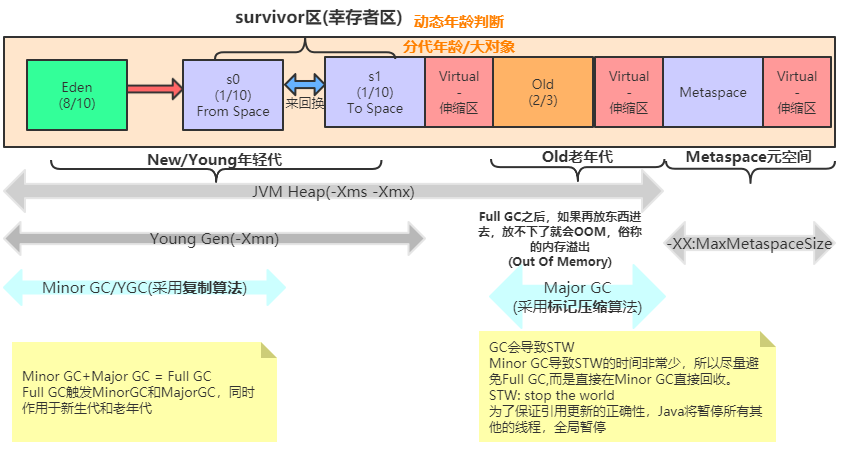 survivor区(幸存者区) 动态年龄判断
分代年龄/大对象
Eden
(8/10)
s0
(1/10)
From Space
来回换
s1
(1/10)
To Space
Virtual
-
伸缩区
Old
(2/3)
Virtual
-
伸缩区
Metaspace
Virtual
-
伸缩区
New/Young年轻代
Old老年代
Metaspace元空间
JVM Heap(-Xms -Xmx)
Young Gen(-Xmn)
Full GC之后，如果再放东西进
去，放不下了就会OOM，俗称
的内存溢出
(Out Of Memory)
-XX:MaxMetaspaceSize
Minor GC/YGC(采用复制算法)
Major GC
(采用标记压缩算法)
Minor GC+Major GC = Full GC
Full GC触发MinorGC和MajorGC，同时
作用于新生代和老年代
GC会导致STW
Minor GC导致STW的时间非常少，所以尽量避
免Full GC,而是直接在Minor GC直接回收。
STW: stop the world
为了保证引用更新的正确性，Java将暂停所有其
他的线程，全局暂停